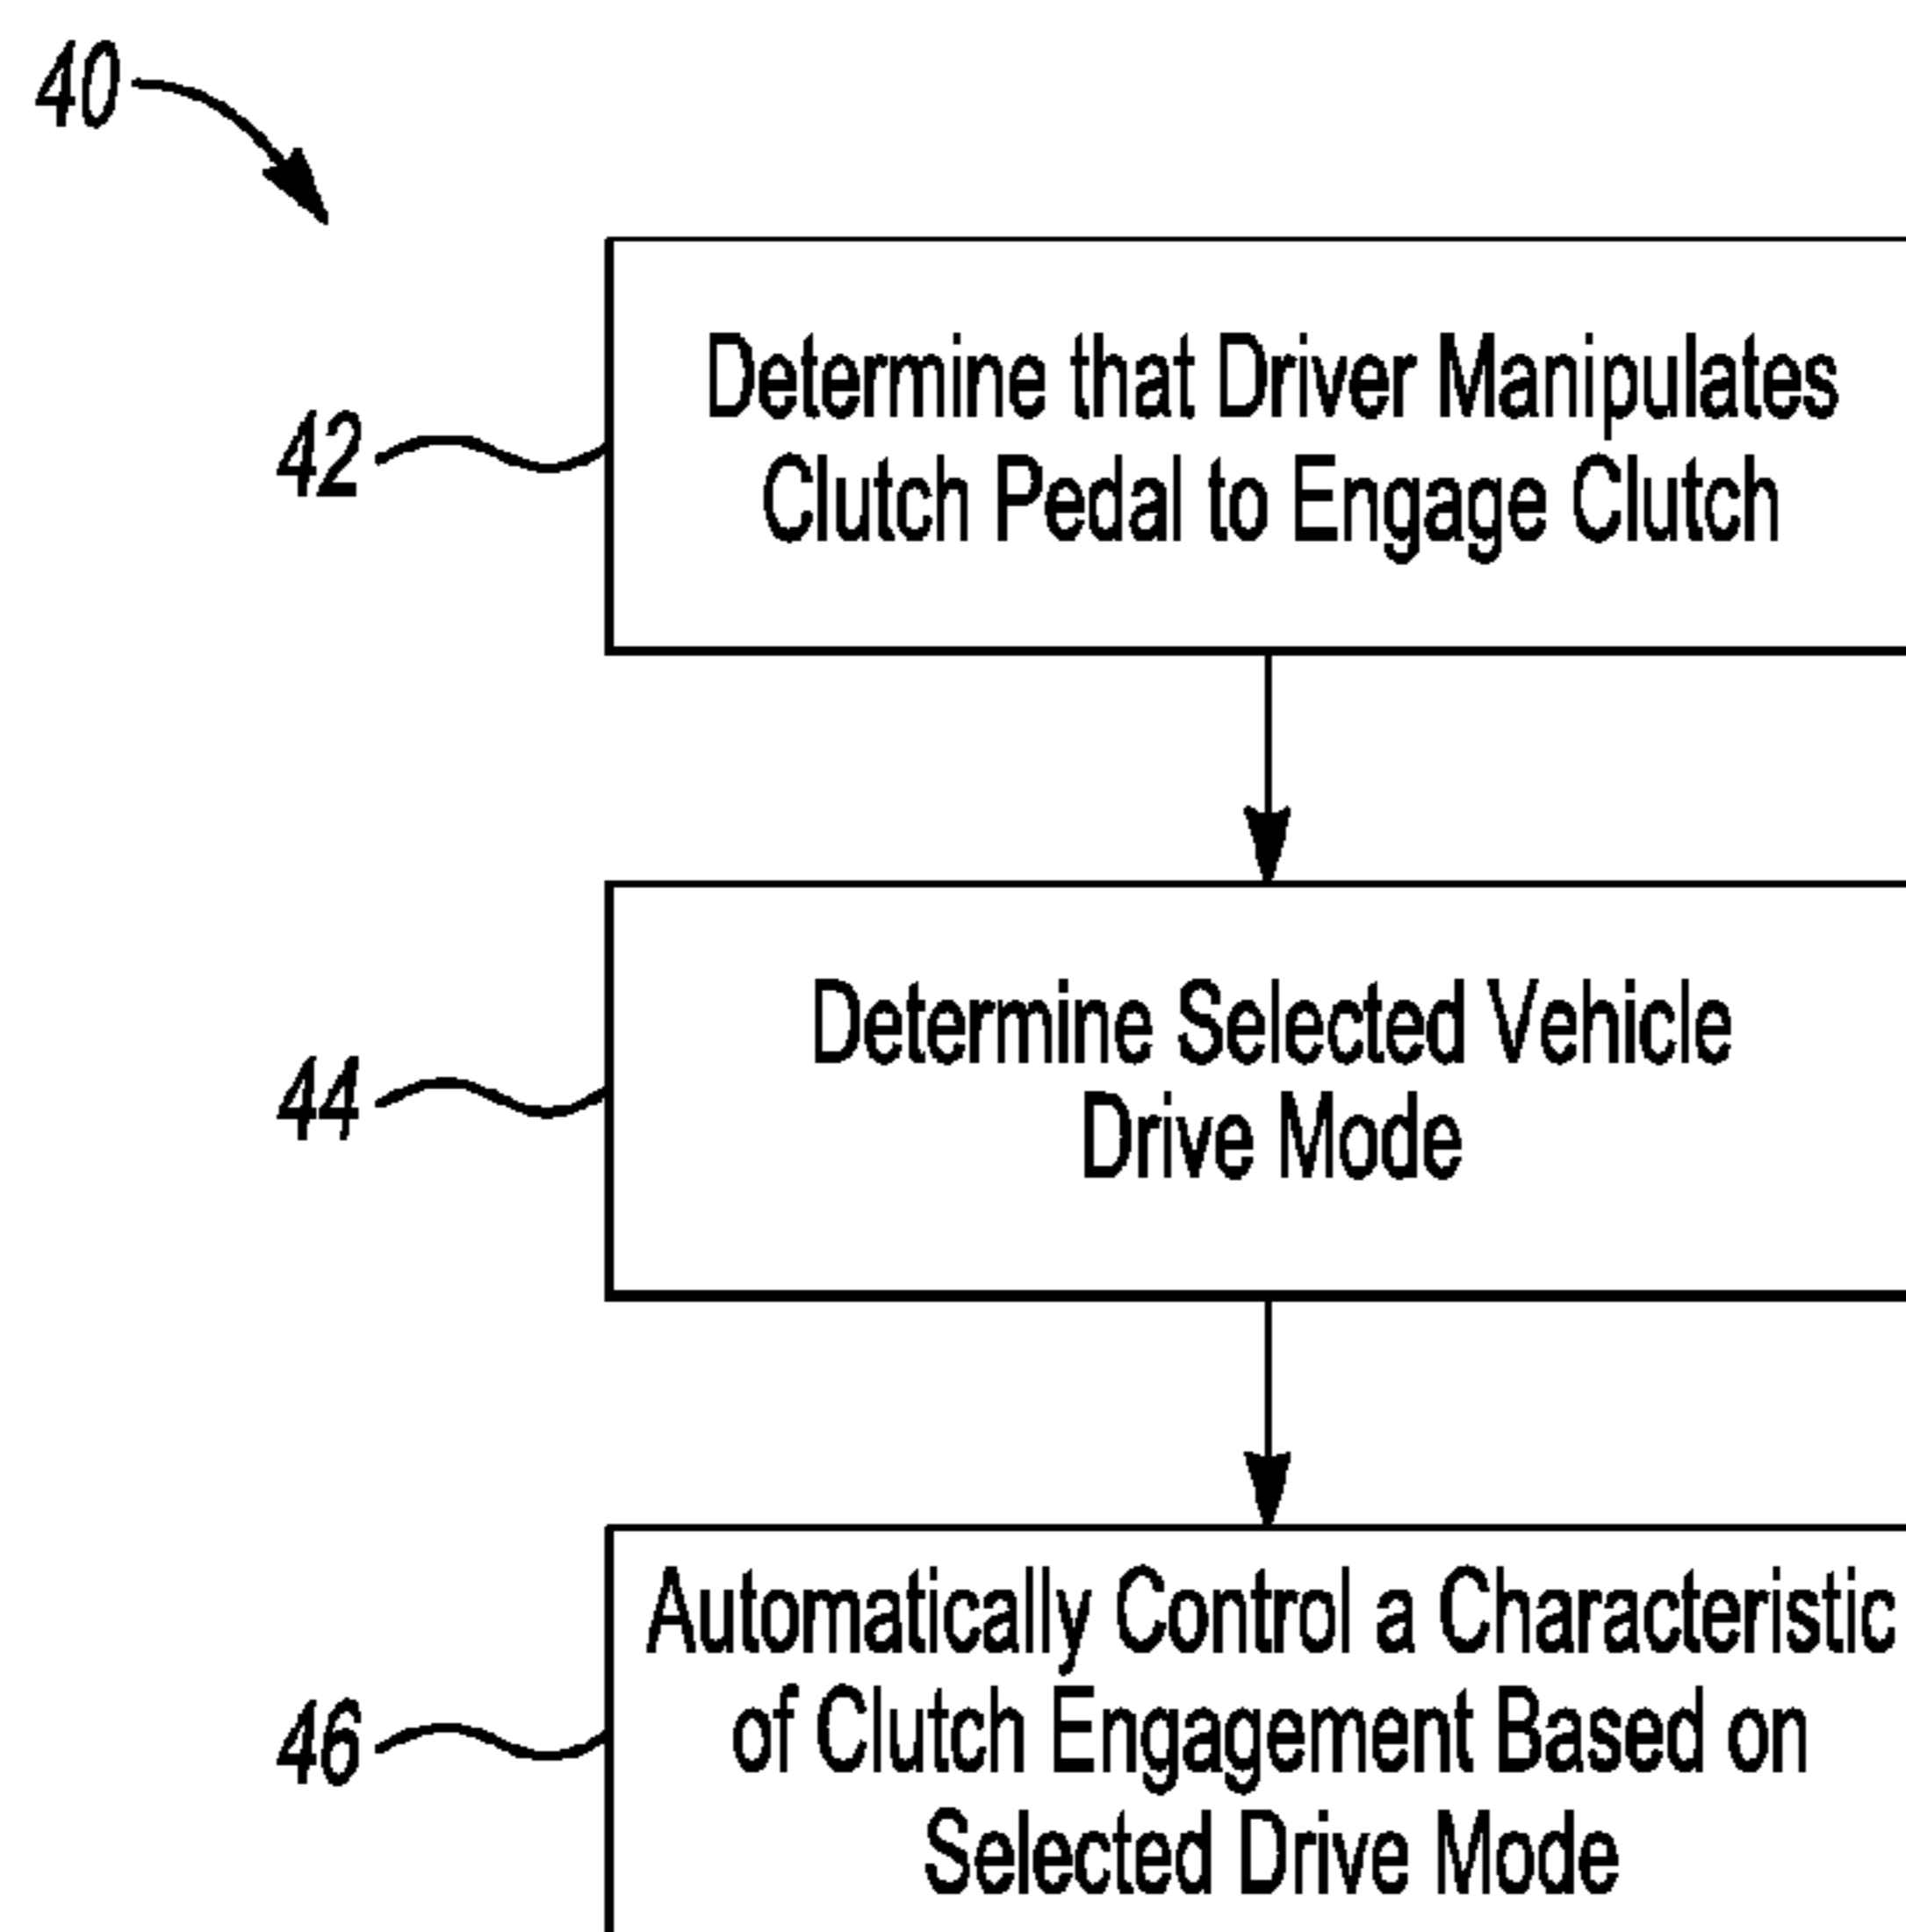 40
42
Determine that Driver Manipulates
Clutch Pedal to Engage Clutch
44
Determine Selected Vehicle
Drive Mode
46
Automatically Control a Characteristic
of Clutch Engagement Based on
Selected Drive Mode